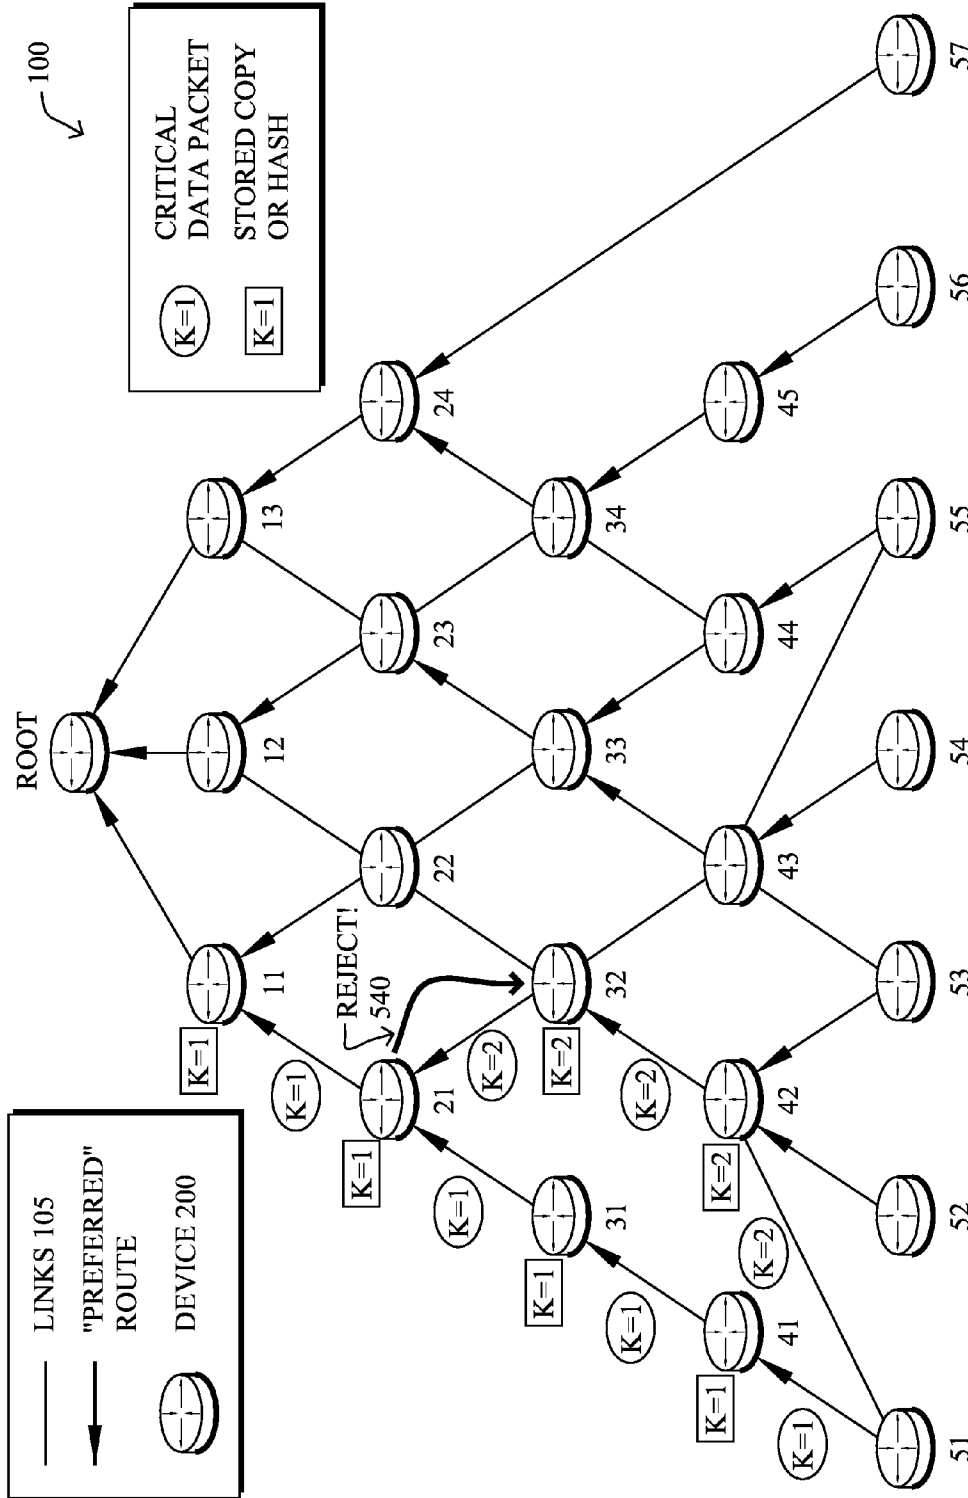 LINKS 105
"PREFERRED"
ROUTE
DEVICE 200
100
K=1
CRITICAL
DATA PACKET
K=1
STORED COPY
OR HASH
ROOT
K=1
11
12
13
K=1
REJECT!
540
K=1
21
22
23
24
K=1
K=2
K=1
31
K=2
32
33
34
K=1
K=2
K=1
41
K=2
42
43
44
45
K=1
K=2
51
52
53
54
55
56
57